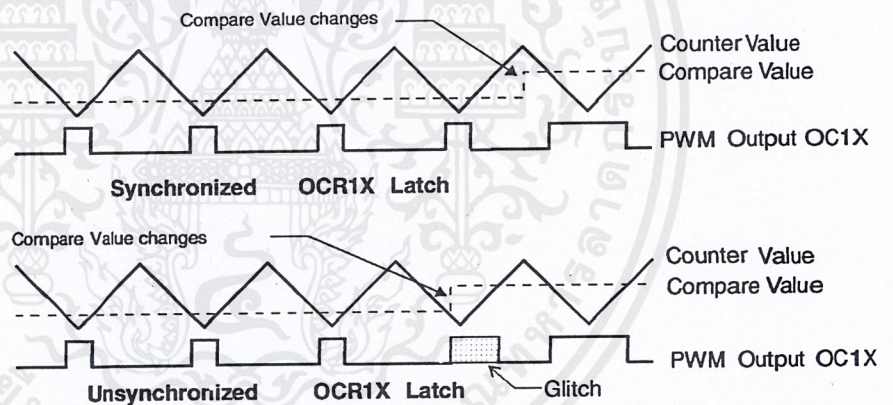 Compare Value changes
Counter Value
Compare Value
PWM Output OC1X
Synchronized OCR1X Latch
Compare Value changes
Counter Value
Compare Value
PWM Output OC1X
Unsynchronized OCR1X Latch
Glitch